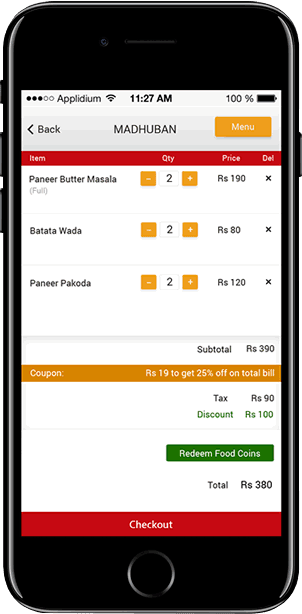 ●●●○○ Applidium 11:27 AM 100 %
Back MADHUBAN Menu
Item Qty Price Del
Paneer Butter Masala − 2 + Rs 190 ×
(Full)
Batata Wada − 2 + Rs 80 ×
Paneer Pakoda − 2 + Rs 120 ×
Subtotal Rs 390
Coupon: Rs 19 to get 25% off on total bill
Tax Rs 90
Discount Rs 100
Redeem Food Coins
Total Rs 380
Checkout